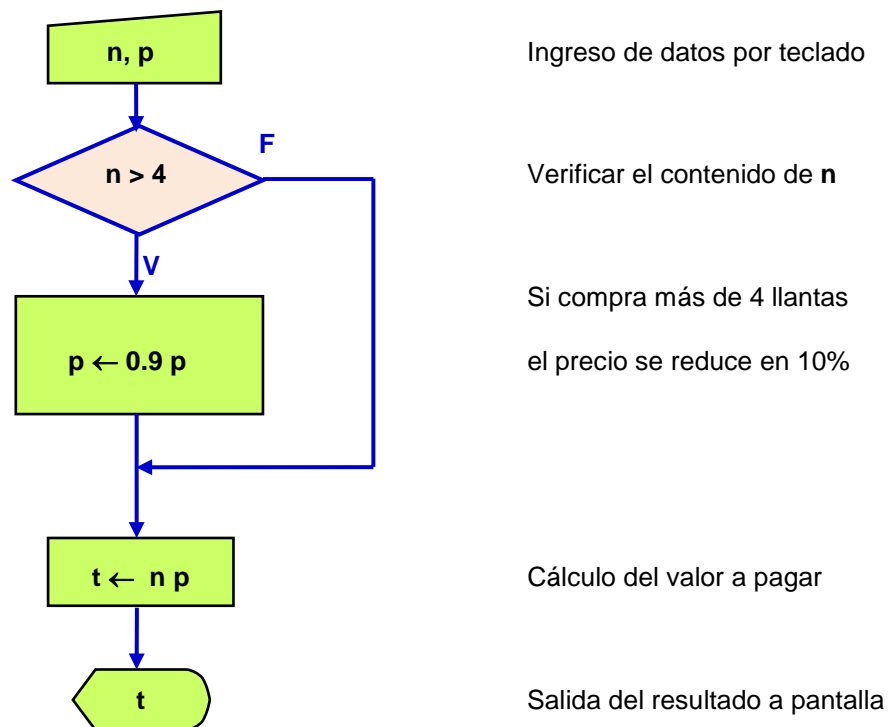 n, p
Ingreso de datos por teclado
F
n > 4
Verificar el contenido de n
V
Si compra más de 4 llantas
p ← 0.9 p
el precio se reduce en 10%
t ← n p
Cálculo del valor a pagar
t
Salida del resultado a pantalla